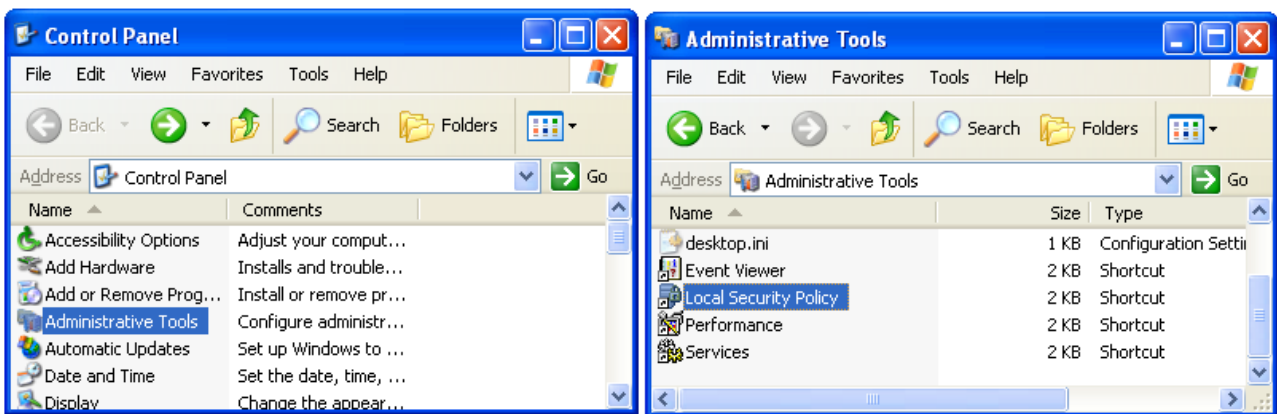 Control Panel
File Edit View Favorites Tools Help
Back Search Folders
Address Control Panel Go
Name Comments
Accessibility Options Adjust your comput...
Add Hardware Installs and trouble...
Add or Remove Prog... Install or remove pr...
Administrative Tools Configure administr...
Automatic Updates Set up Windows to ...
Date and Time Set the date, time, ...
Display Change the appear...
Administrative Tools
File Edit View Favorites Tools Help
Back Search Folders
Address Administrative Tools Go
Name Size Type
desktop.ini 1 KB Configuration Settin
Event Viewer 2 KB Shortcut
Local Security Policy 2 KB Shortcut
Performance 2 KB Shortcut
Services 2 KB Shortcut